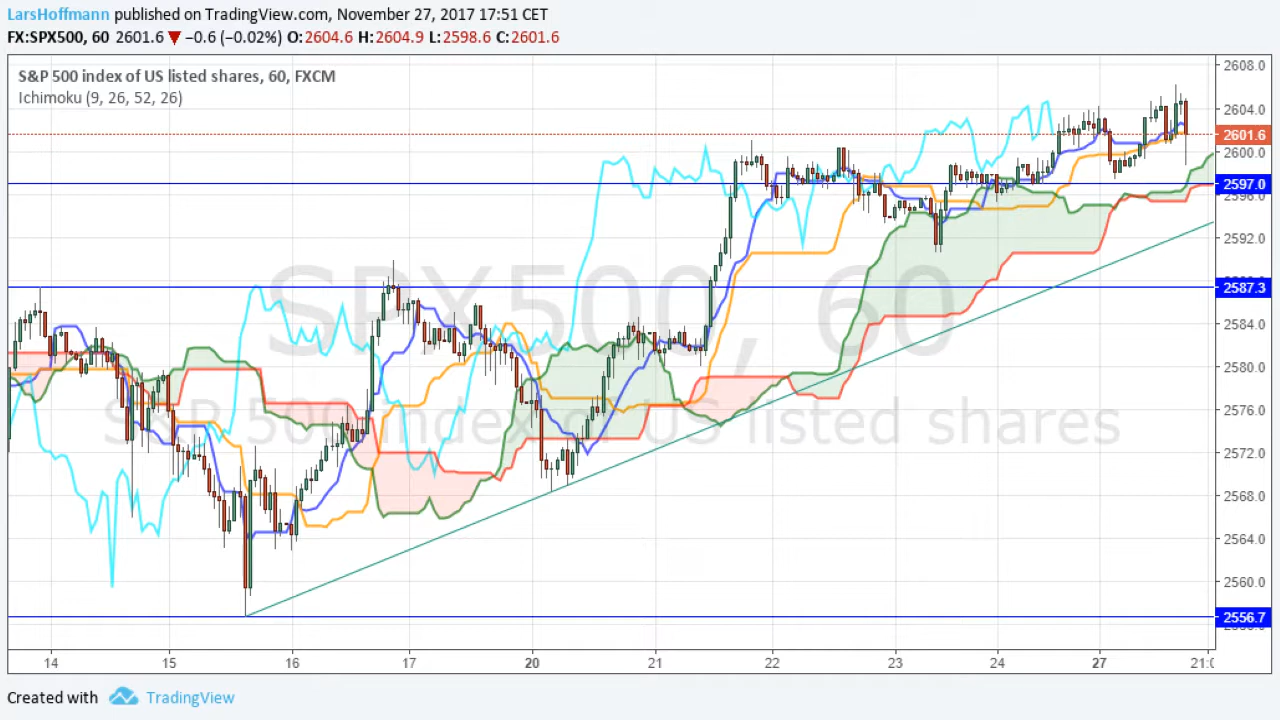 LarsHoffmann published on TradingView.com, November 27, 2017 17:51 CET
FX:SPX500, 60 2601.6 ▼ −0.6 (−0.02%) O:2604.6 H:2604.9 L:2598.6 C:2601.6
S&P 500 index of US listed shares, 60, FXCM
Ichimoku (9, 26, 52, 26)
SPX500, 60
S&P 500 index of US listed shares
2608.0
2604.0
2601.6
2600.0
2597.0
2596.0
2592.0
2587.3
2584.0
2580.0
2576.0
2572.0
2568.0
2564.0
2560.0
2556.7
14 15 16 17 20 21 22 23 24 27 21:0
Created with TradingView